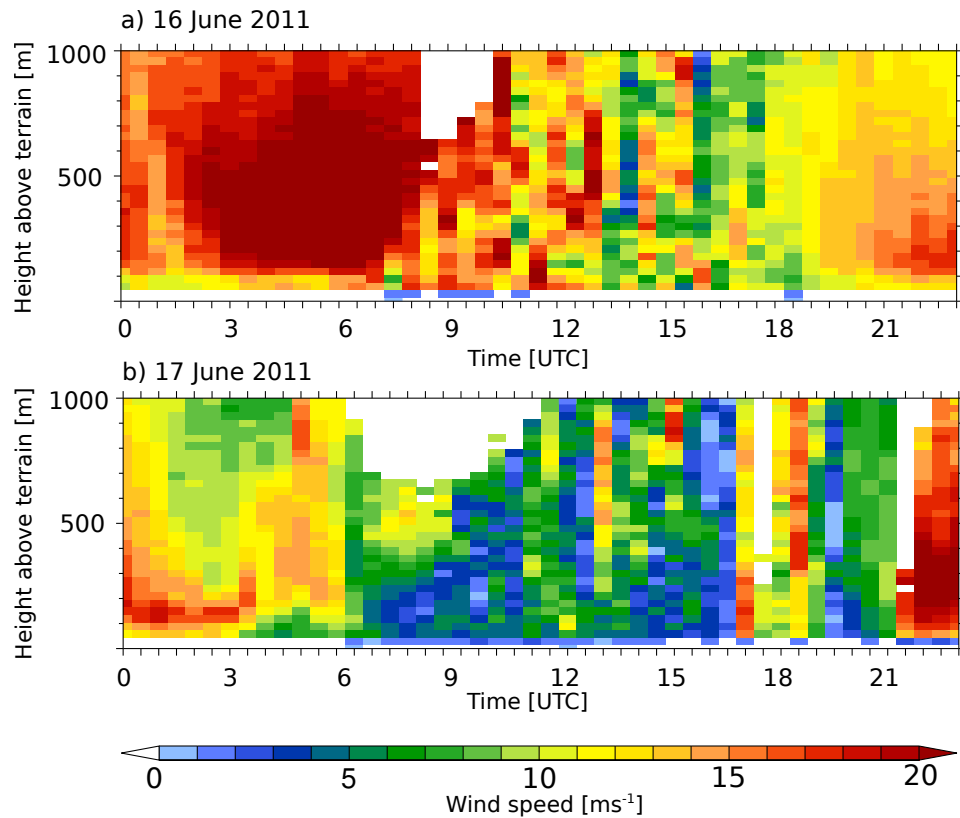 a) 16 June 2011
Height above terrain [m]
1000
500
0 3 6 9 12 15 18 21
Time [UTC]
b) 17 June 2011
Height above terrain [m]
1000
500
0 3 6 9 12 15 18 21
Time [UTC]
0 5 10 15 20
Wind speed [ms⁻¹]